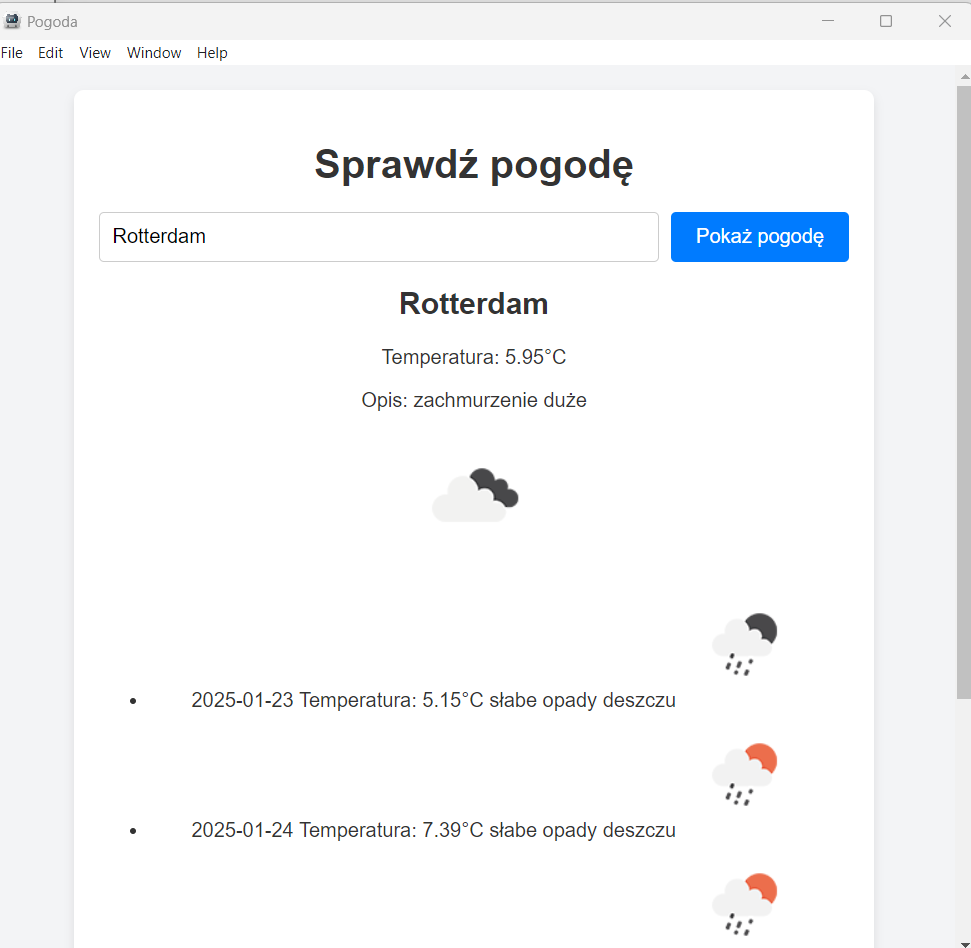 Pogoda
File Edit View Window Help
Sprawdź pogodę
Rotterdam Pokaż pogodę
Rotterdam
Temperatura: 5.95°C
Opis: zachmurzenie duże
• 2025-01-23 Temperatura: 5.15°C słabe opady deszczu
• 2025-01-24 Temperatura: 7.39°C słabe opady deszczu